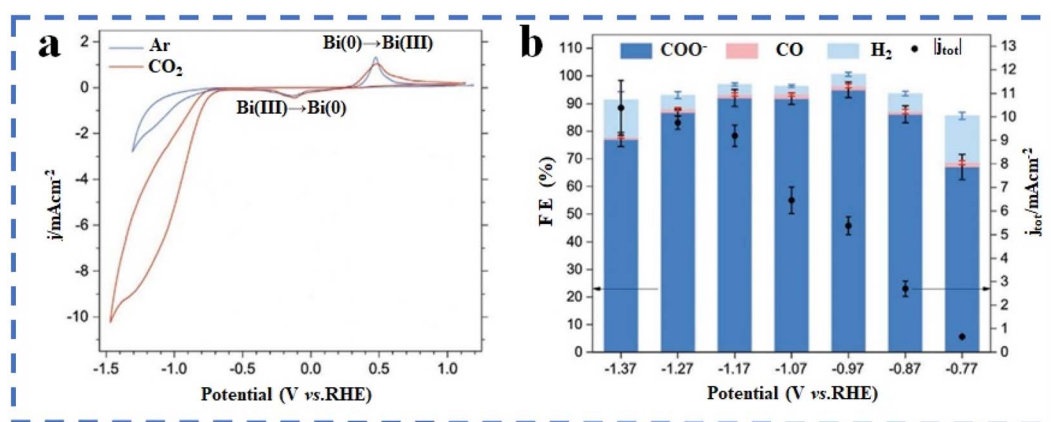 a
Ar
CO₂
Bi(0)→Bi(III)
Bi(III)→Bi(0)
j/mAcm⁻²
2
0
-2
-4
-6
-8
-10
-1.5 -1.0 -0.5 0.0 0.5 1.0
Potential (V vs.RHE)
b
COO⁻ CO H₂ |jtot|
F E (%)
110
100
90
80
70
60
50
40
30
20
10
0
13
12
11
10
9
8
7
6
5
4
3
2
1
0
jtot/mAcm⁻²
-1.37 -1.27 -1.17 -1.07 -0.97 -0.87 -0.77
Potential (V vs.RHE)